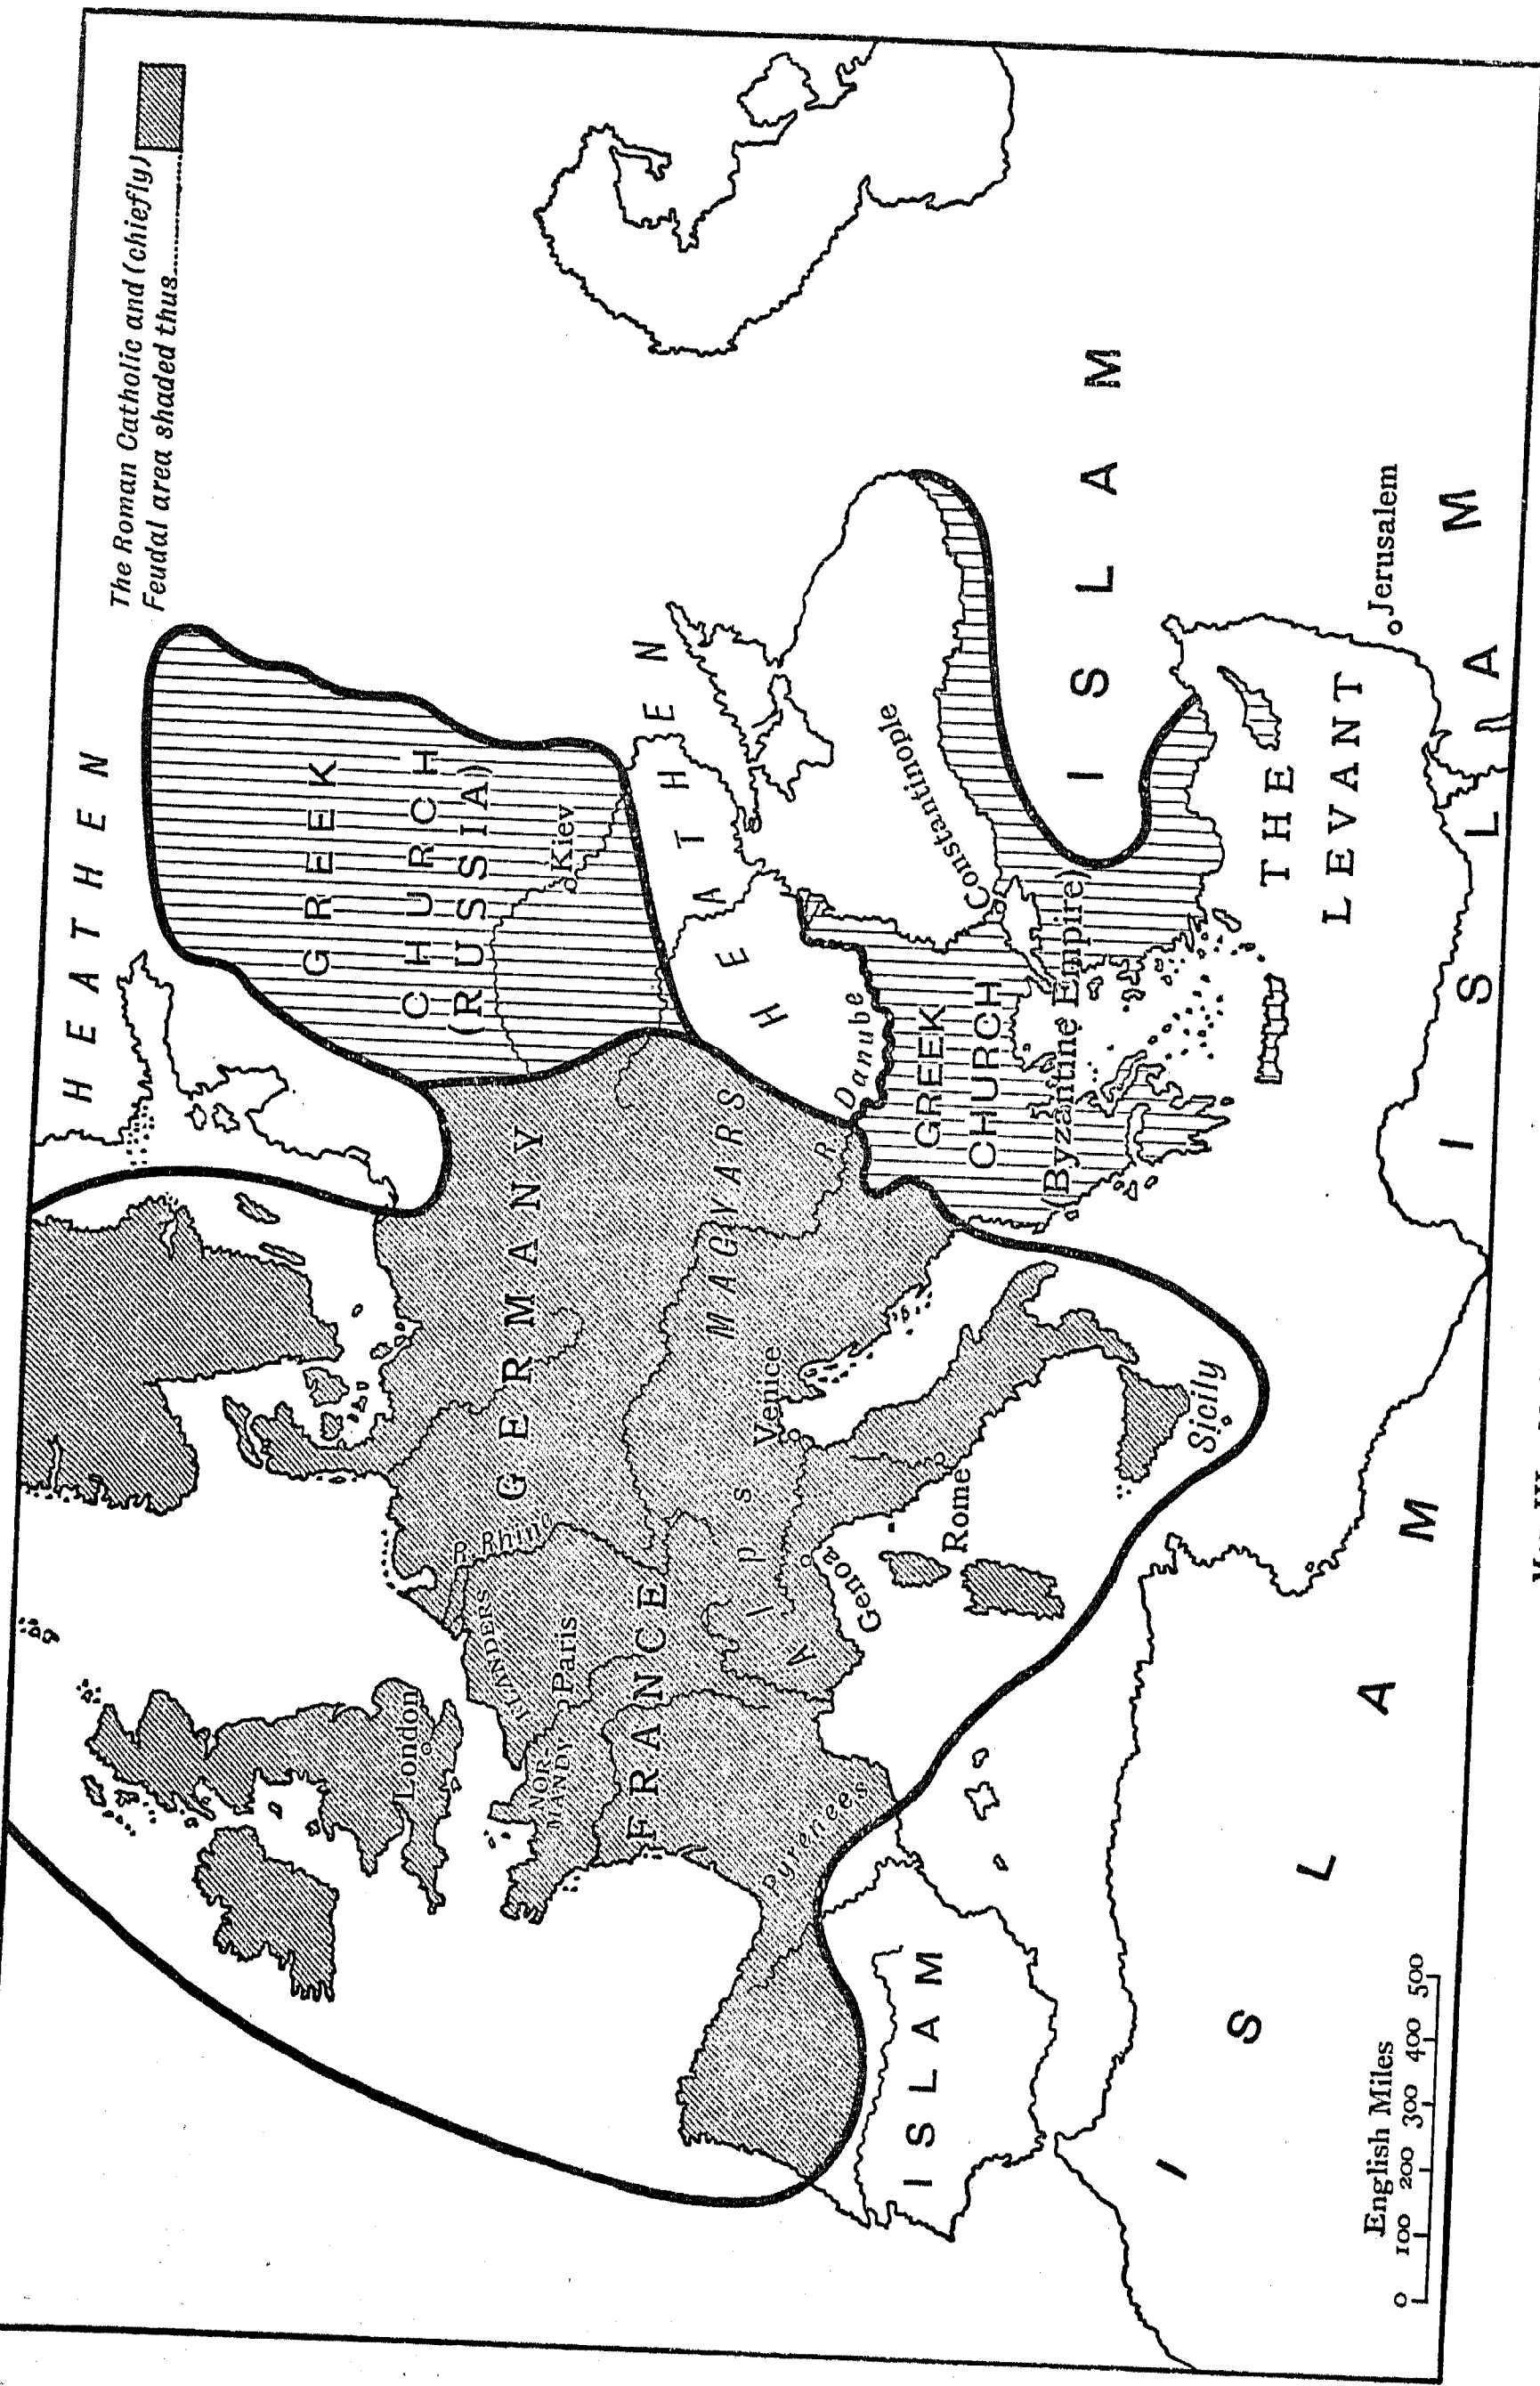 The Roman Catholic and (chiefly)
Feudal area shaded thus
HEATHEN
GREEK
CHURCH
(RUSSIA)
Kiev
HEATHEN
London
GERMANY
R. Rhine
FLANDERS
NOR-
MANDY
Paris
FRANCE
MAGYARS
Alps
Venice
Genoa
Pyrenees
R. Danube
GREEK
CHURCH
(Byzantine Empire)
Constantinople
Rome
Sicily
ISLAM
ISLAM
THE
LEVANT
Jerusalem
ISLAM
ISLAM
English Miles
0 100 200 300 400 500